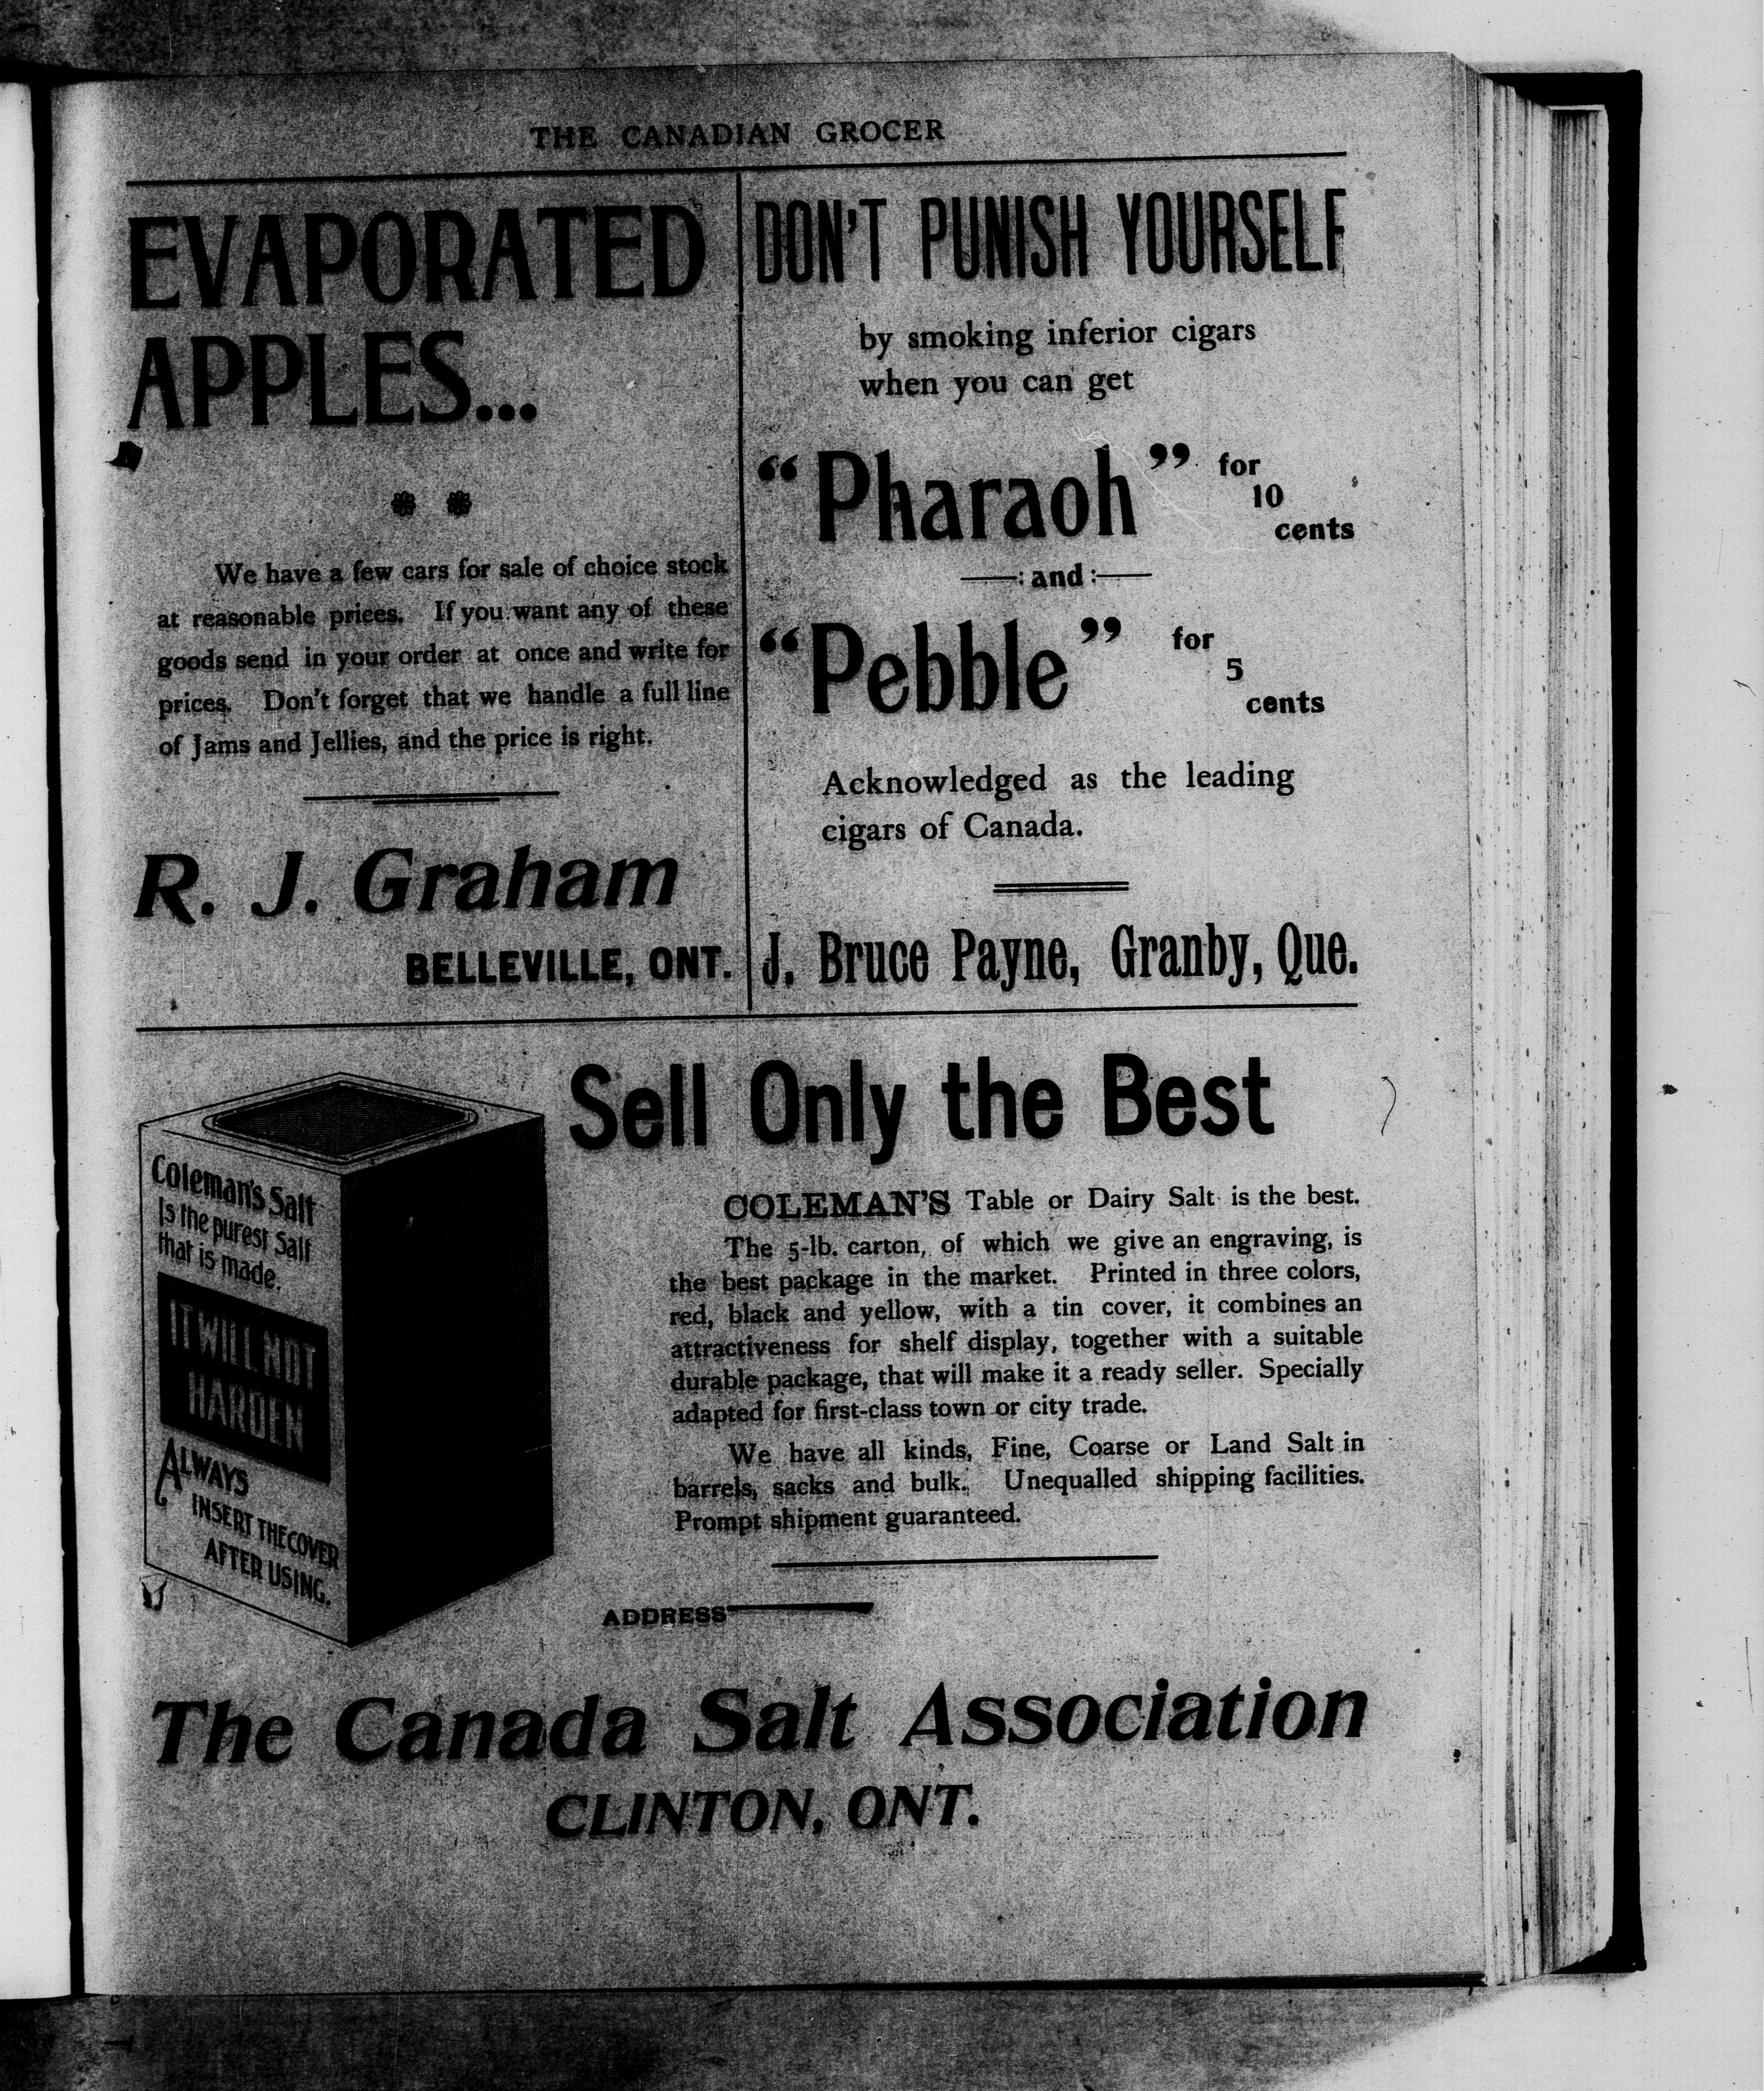 THE CANADIAN GROCER
EVAPORATED
APPLES...
We have a few cars for sale of choice stock
at reasonable prices. If you want any of these
goods send in your order at once and write for
prices. Don't forget that we handle a full line
of Jams and Jellies, and the price is right.
R. J. Graham
BELLEVILLE, ONT.
DON'T PUNISH YOURSELF
by smoking inferior cigars
when you can get
"Pharaoh" for
10
cents
—: and :—
"Pebble" for
5
cents
Acknowledged as the leading
cigars of Canada.
J. Bruce Payne, Granby, Que.
Coleman's Salt
Is the purest Salt
that is made.
IT WILL NOT
HARDEN
ALWAYS
INSERT THE COVER
AFTER USING.
Sell Only the Best
COLEMAN'S Table or Dairy Salt is the best.
The 5-lb. carton, of which we give an engraving, is
the best package in the market. Printed in three colors,
red, black and yellow, with a tin cover, it combines an
attractiveness for shelf display, together with a suitable
durable package, that will make it a ready seller. Specially
adapted for first-class town or city trade.
We have all kinds, Fine, Coarse or Land Salt in
barrels, sacks and bulk. Unequalled shipping facilities.
Prompt shipment guaranteed.
ADDRESS
The Canada Salt Association
CLINTON, ONT.